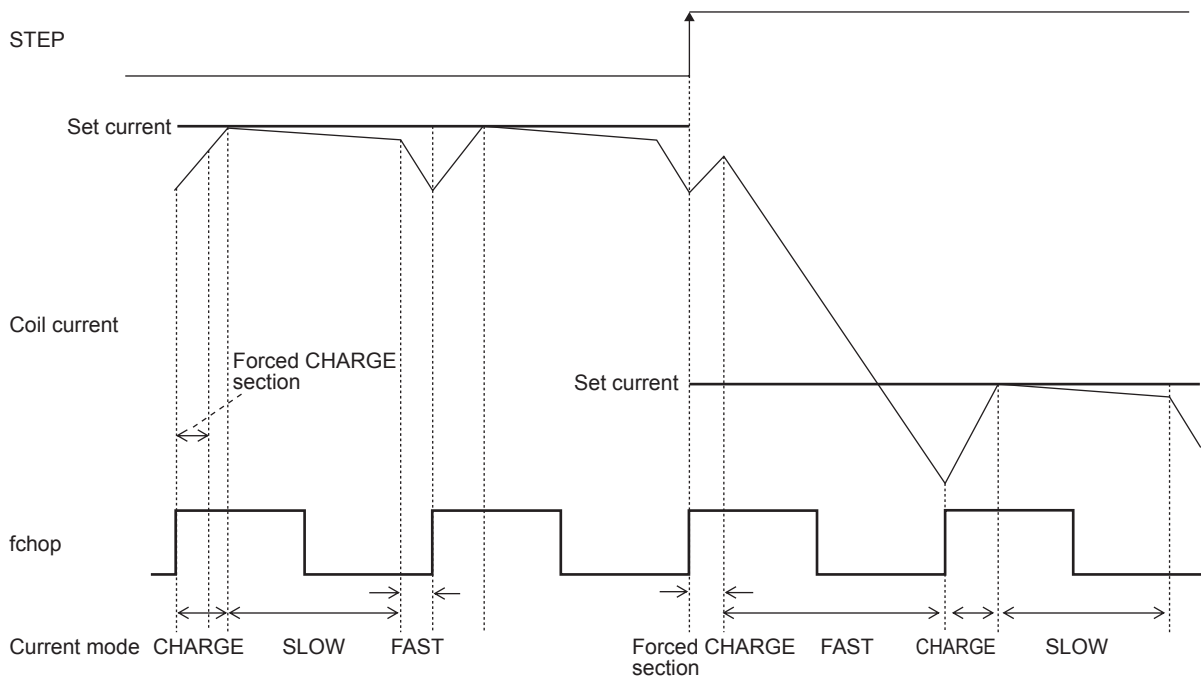 STEP
Set current
Coil current
Forced CHARGE
section
Set current
fchop
Current mode CHARGE SLOW FAST Forced CHARGE
section FAST CHARGE SLOW